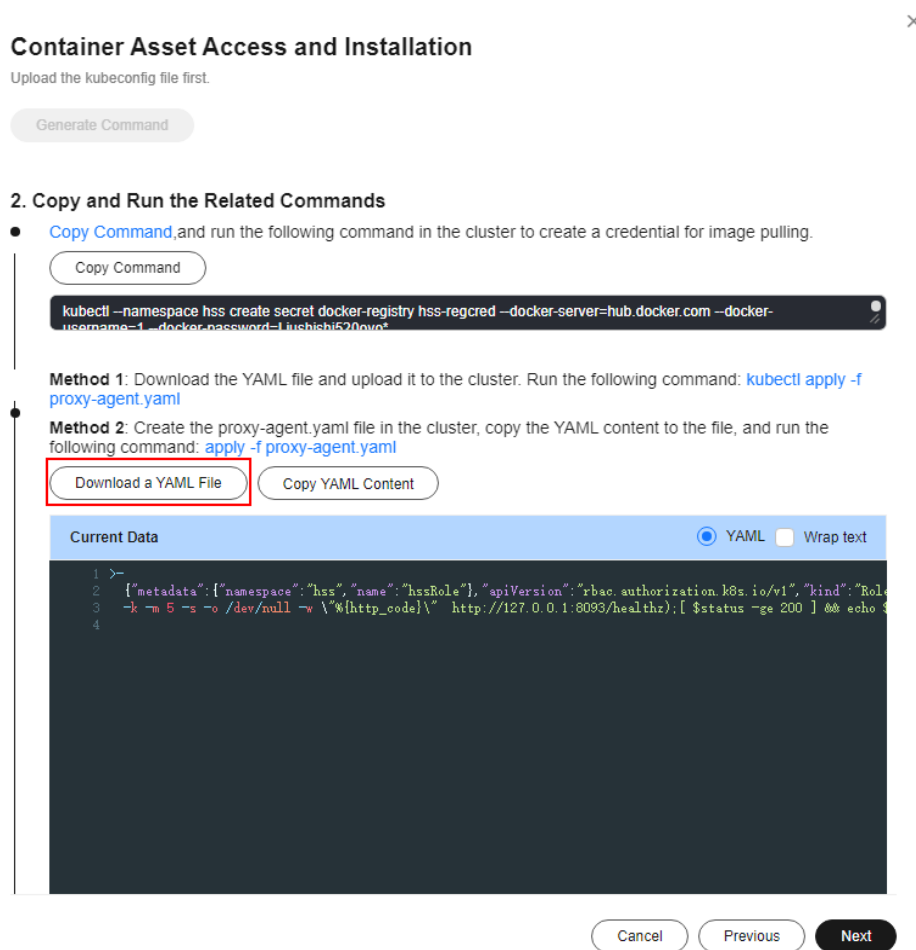 Container Asset Access and Installation
Upload the kubeconfig file first.
Generate Command
2. Copy and Run the Related Commands
Copy Command,and run the following command in the cluster to create a credential for image pulling.
Copy Command
kubectl --namespace hss create secret docker-registry hss-regcred --docker-server=hub.docker.com --docker-
username=1 --docker-password=Liushishi520ovo*
Method 1: Download the YAML file and upload it to the cluster. Run the following command: kubectl apply -f
proxy-agent.yaml
Method 2: Create the proxy-agent.yaml file in the cluster, copy the YAML content to the file, and run the
following command: apply -f proxy-agent.yaml
Download a YAML File
Copy YAML Content
Current Data
YAML
Wrap text
1 >-
2 {"metadata":{"namespace":"hss","name":"hssRole"},"apiVersion":"rbac.authorization.k8s.io/v1","kind":"Role
3 -k -m 5 -s -o /dev/null -w \"%{http_code}\" http://127.0.0.1:8093/healthz);[ $status -ge 200 ] && echo $
4
Cancel
Previous
Next